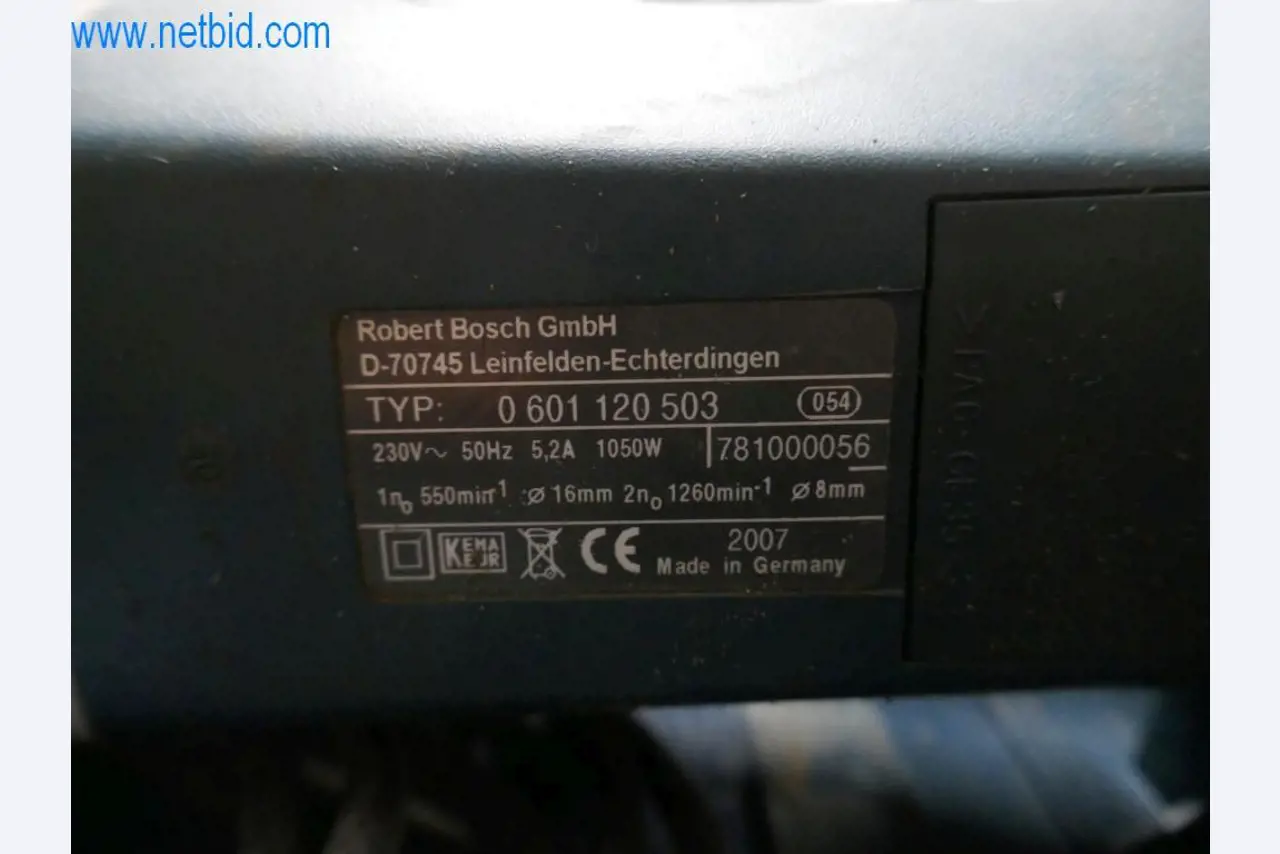 www.netbid.com
Robert Bosch GmbH
D-70745 Leinfelden-Echterdingen
TYP: 0 601 120 503 054
230V~ 50Hz 5,2A 1050W 781000056
1n₀ 550min⁻¹ ⌀ 16mm 2n₀ 1260min⁻¹ ⌀ 8mm
KEMA KEUR CE 2007
Made in Germany